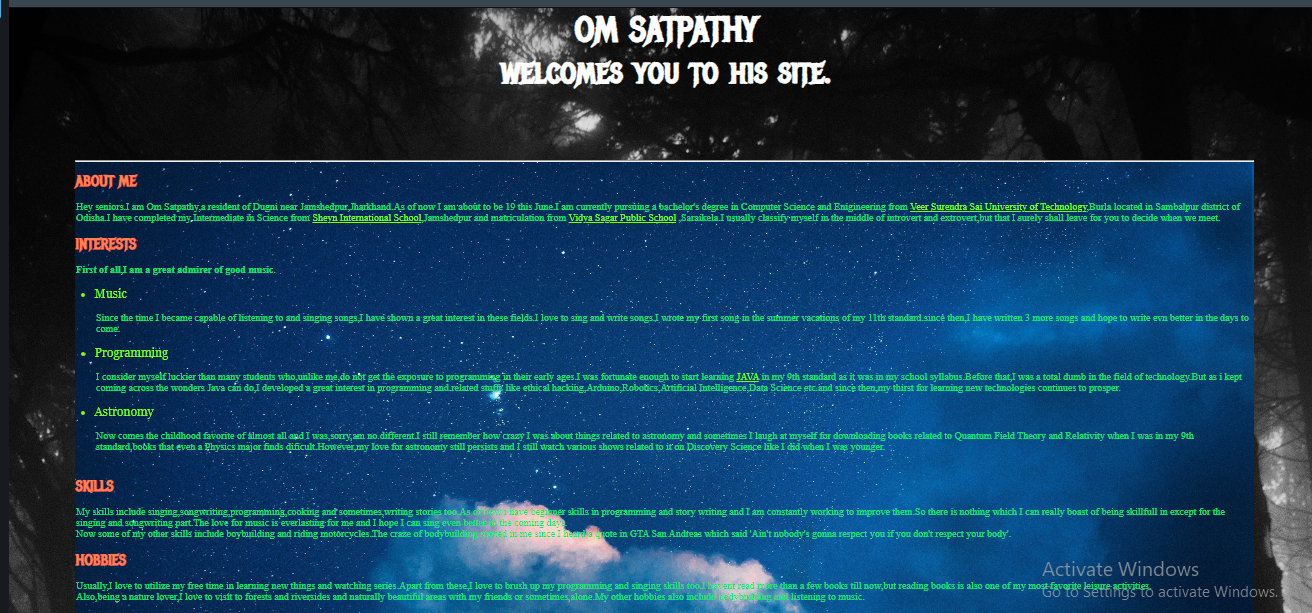 OM SATPATHY
WELCOMES YOU TO HIS SITE.
ABOUT ME
Hey seniors.I am Om Satpathy,a resident of Dugni near Jamshedpur,Jharkhand.As of now I am about to be 19 this June.I am currently pursuing a bachelor's degree in Computer Science and Enigineering from Veer Surendra Sai University of Technology,Burla located in Sambalpur district of
Odisha.I have completed my,Intermediate in Science from Sheyn International School,Jamshedpur and matriculation from Vidya Sagar Public School ,Saraikela.I usually classify myself in the middle of introvert and extrovert,but that I surely shall leave for you to decide when we meet.
INTERESTS
First of all,I am a great admirer of good music.
Music
Since the time I became capable of listening to and singing songs,I have shown a great interest in these fields.I love to sing and write songs.I wrote my first song in the summer vacations of my 11th standard.since then,I have written 3 more songs and hope to write evn better in the days to
come.
Programming
I consider myself luckier than many students who,unlike me,do not get the exposure to programming in their early ages.I was fortunate enough to start learning JAVA in my 9th standard as it was in my school syllabus.Before that,I was a total dumb in the field of technology.But as i kept
coming across the wonders Java can do,I developed a great interest in programming and related stuffs like ethical hacking,Arduino,Robotics,Artificial Intelligence,Data Science etc.and since then,my thirst for learning new technologies continues to prosper.
Astronomy
Now comes the childhood favorite of almost all and I was,sorry,am no different.I still remember how crazy I was about things related to astronomy and sometimes I laugh at myself for downloading books related to Quantum Field Theory and Relativity when I was in my 9th
standard,books that even a Physics major finds dificult.However,my love for astronomy still persists and I still watch various shows related to it on Discovery Science like I did when I was younger.
SKILLS
My skills include singing,songwriting,programming,cooking and sometimes,writing stories too.As of now i have beginner skills in programming and story writing and I am constantly working to improve them.So there is nothing which I can really boast of being skillfull in except for the
singing and songwriting part.The love for music is everlasting for me and I hope I can sing even better in the coming days.
Now some of my other skills include boybuilding and riding motorcycles.The craze of bodybuilding started in me since I heard a quote in GTA San Andreas which said 'Ain't nobody's gonna respect you if you don't respect your body'.
HOBBIES
Usually,I love to utilize my free time in learning new things and watching series.Apart from these,I love to brush up my programming and singing skills too.I havent read more than a few books till now,but reading books is also one of my most favorite leisure activities.
Also,being a nature lover,I love to visit to forests and rivesides and naturally beautiful areas with my friends or sometimes,alone.My other hobbies also include and listening to music.
Activate Windows
Go to Settings to activate Windows.